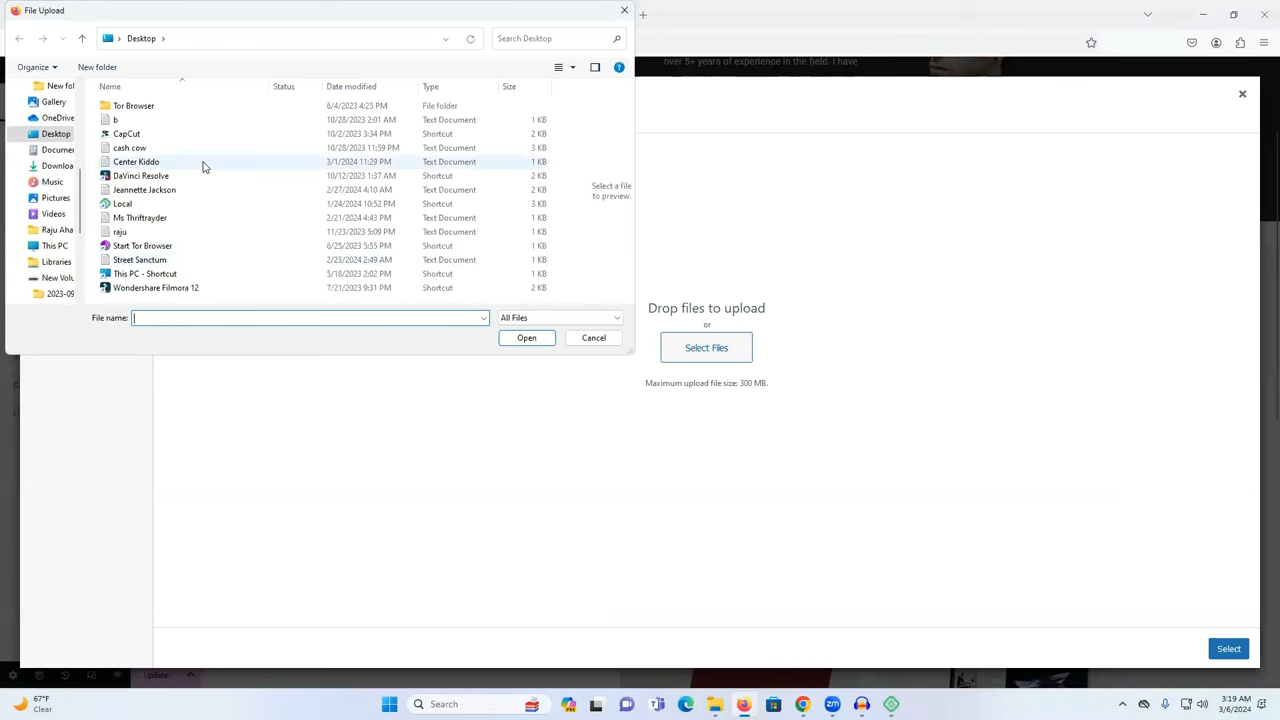 File Upload
Desktop
Search Desktop
over 5+ years of experience in the field. I have
Organize
New folder
Name
Status
Date modified
Type
Size
New fol
Gallery
OneDrive
Desktop
Documer
Downloa
Music
Pictures
Videos
Raju Aha
This PC
Libraries
New Volu
2023-09
Tor Browser 6/4/2023 4:25 PM File folder
b 10/28/2023 2:01 AM Text Document 1 KB
CapCut 10/2/2023 3:34 PM Shortcut 2 KB
cash cow 10/28/2023 11:59 PM Text Document 3 KB
Center Kiddo 3/1/2024 11:29 PM Text Document 1 KB
DaVinci Resolve 10/12/2023 1:37 AM Shortcut 2 KB
Jeannette Jackson 2/27/2024 4:10 AM Text Document 1 KB
Local 1/24/2024 10:52 PM Shortcut 3 KB
Ms Thriftrayder 2/21/2024 4:43 PM Text Document 1 KB
raju 11/23/2023 5:09 PM Text Document 1 KB
Start Tor Browser 6/25/2023 5:55 PM Shortcut 2 KB
Street Sanctum 2/23/2024 2:49 AM Text Document 1 KB
This PC - Shortcut 5/18/2023 2:02 PM Shortcut 1 KB
Wondershare Filmora 12 7/21/2023 9:31 PM Shortcut 2 KB
Select a file
to preview.
File name:
All Files
Open
Cancel
Drop files to upload
or
Select Files
Maximum upload file size: 300 MB.
Select
Update
67°F
Clear
Search
3:19 AM
3/6/2024